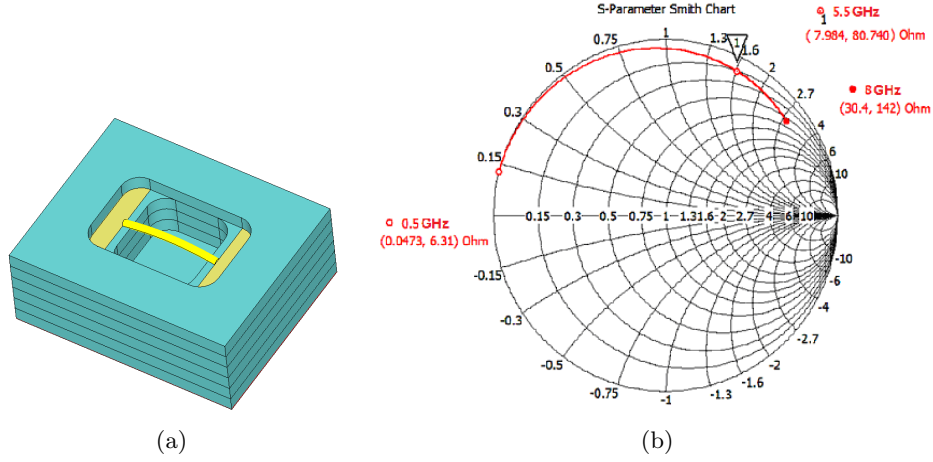 S-Parameter Smith Chart
5.5 GHz
1
(7.984, 80.740) Ohm
8 GHz
(30.4, 142) Ohm
0.5 GHz
(0.0473, 6.31) Ohm
1
0.15
0.3
0.5
0.75
1
1.3
1.6
2
2.7
4
6
10
0.15 0.3 0.5 0.75 1 1.3 1.6 2 2.7 4 6 10
-0.15
-0.3
-0.5
-0.75
-1
-1.3
-1.6
-2
-2.7
-4
-6
-10
(a)
(b)